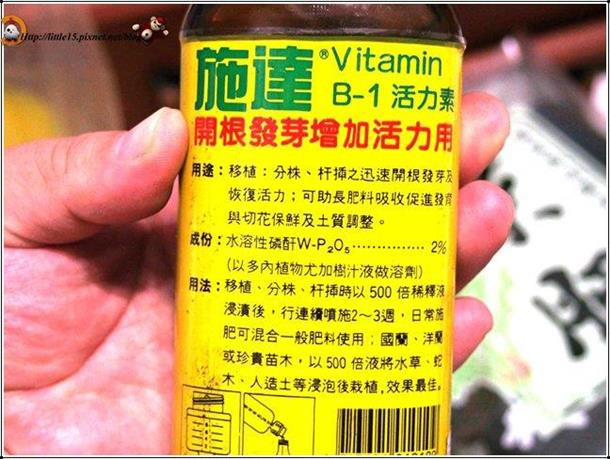 Http://little15.pixnet.net/blog
施達®Vitamin
B-1 活力素
開根發芽增加活力用
用途：移植：分株、杆揷之迅速開根發芽及
恢復活力；可助長肥料吸收促進發育
與切花保鮮及土質調整。
成份：水溶性磷酐W-P₂O₅················2%
(以多內植物尤加樹汁液做溶劑)
用法：移植、分株、杆揷時以500倍稀釋液
浸漬後，行連續噴施2～3週，日常施
肥可混合一般肥料使用；國蘭、洋蘭
或珍貴苗木，以500倍液將水草、蛇
木、人造土等浸泡後栽植，效果最佳。